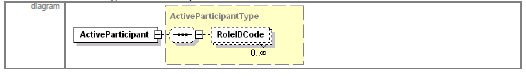 diagram
ActiveParticipantType
ActiveParticipant
RoleIDCode
0..∞